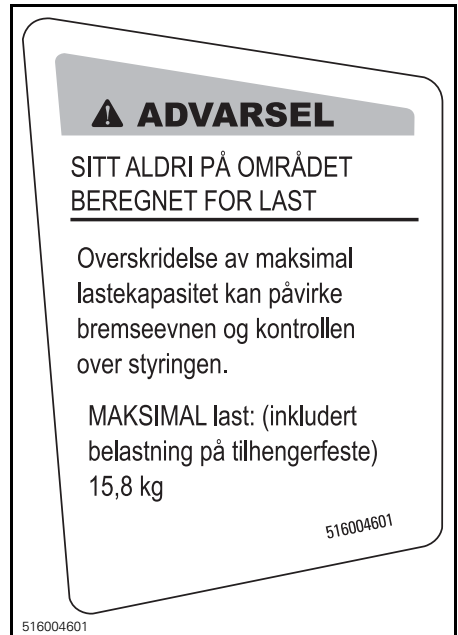 ADVARSEL
SITT ALDRI PÅ OMRÅDET
BEREGNET FOR LAST
Overskridelse av maksimal
lastekapasitet kan påvirke
bremseevnen og kontrollen
over styringen.
MAKSIMAL last: (inkludert
belastning på tilhengerfeste)
15,8 kg
516004601
516004601